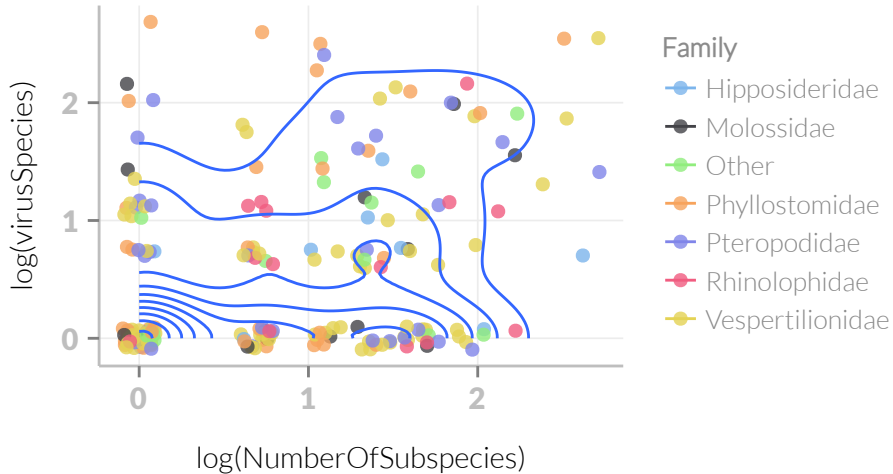 log(virusSpecies)
2
1
0
0
1
2
log(NumberOfSubspecies)
Family
Hipposideridae
Molossidae
Other
Phyllostomidae
Pteropodidae
Rhinolophidae
Vespertilionidae